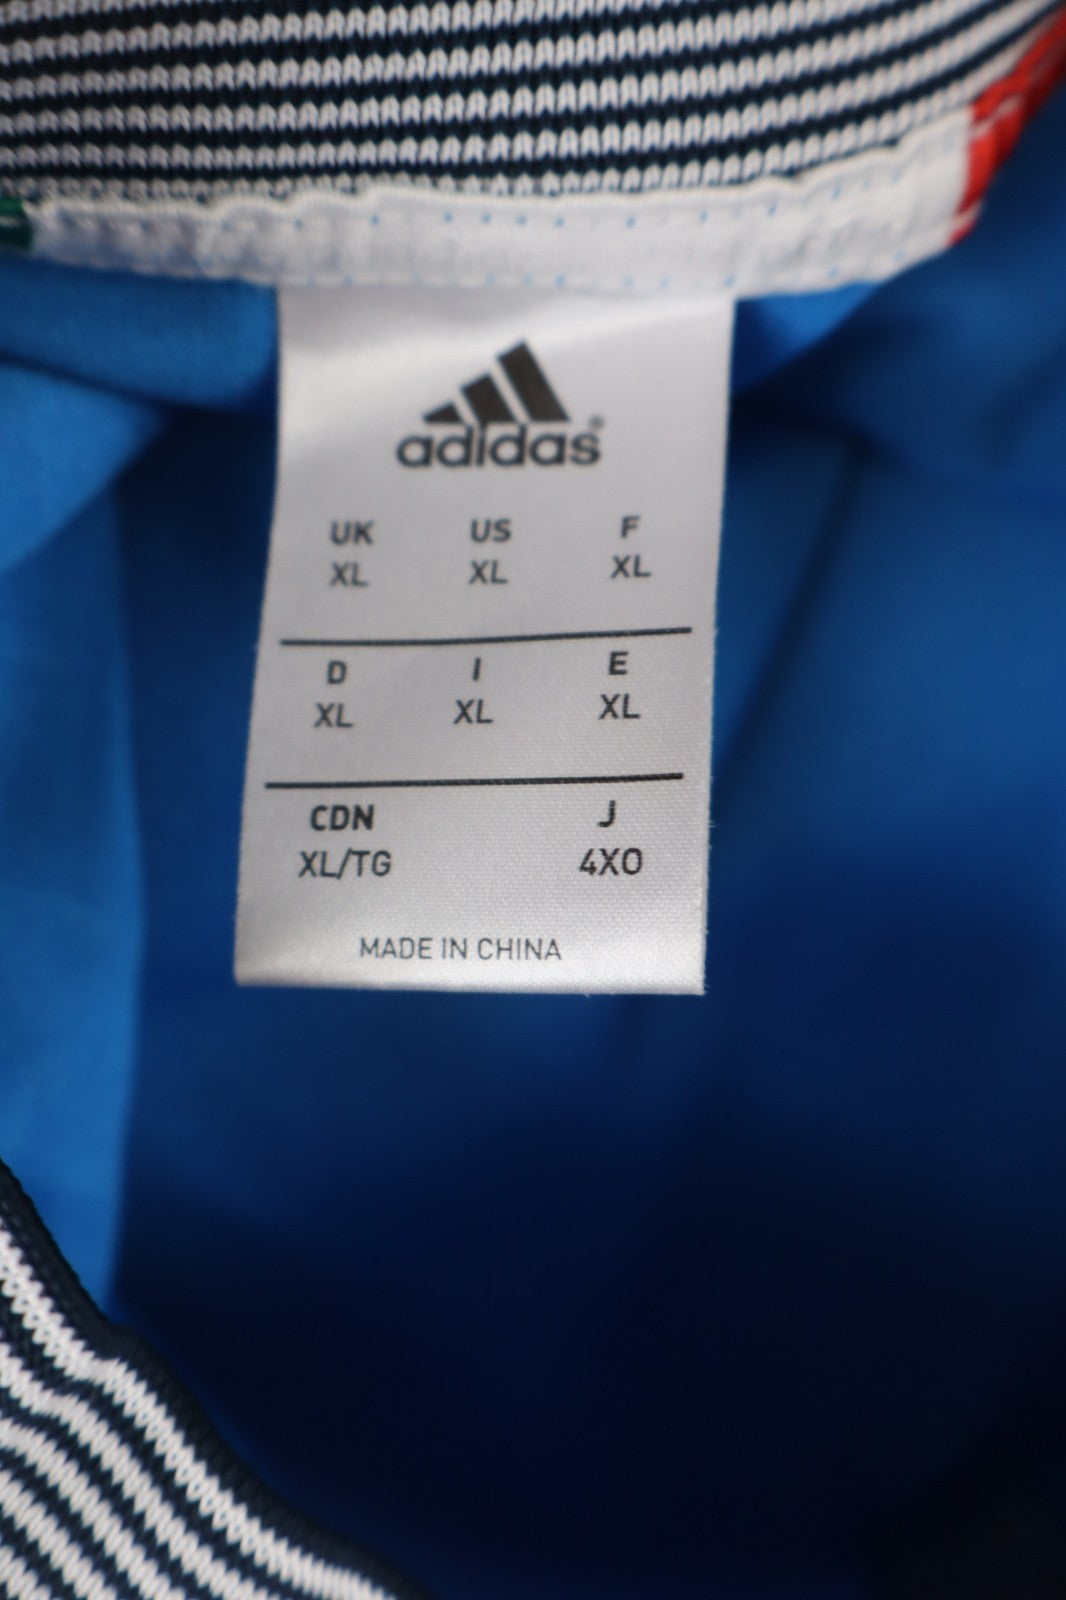 adidas®
UK US F
XL XL XL
D I E
XL XL XL
CDN J
XL/TG 4XO
MADE IN CHINA